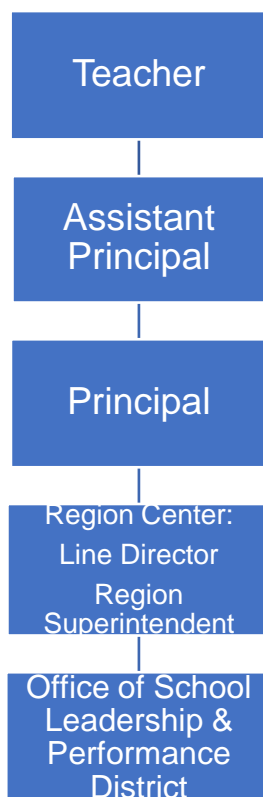 Teacher
Assistant
Principal
Principal
Region Center:
Line Director
Region
Superintendent
Office of School
Leadership &
Performance
District